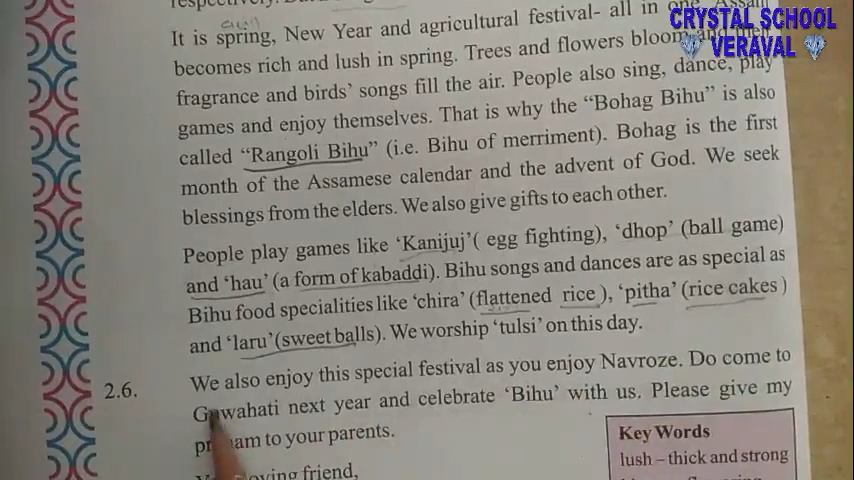 respectively.
It is spring, New Year and agricultural festival- all in one. Assam
becomes rich and lush in spring. Trees and flowers bloom and their
fragrance and birds' songs fill the air. People also sing, dance, play
games and enjoy themselves. That is why the "Bohag Bihu" is also
called "Rangoli Bihu" (i.e. Bihu of merriment). Bohag is the first
month of the Assamese calendar and the advent of God. We seek
blessings from the elders. We also give gifts to each other.
People play games like 'Kanijuj'( egg fighting), 'dhop' (ball game)
and 'hau' (a form of kabaddi). Bihu songs and dances are as special as
Bihu food specialities like 'chira' (flattened rice ), 'pitha' (rice cakes )
and 'laru'(sweet balls). We worship 'tulsi' on this day.
2.6. We also enjoy this special festival as you enjoy Navroze. Do come to
Guwahati next year and celebrate 'Bihu' with us. Please give my
to your parents.
loving friend,
Key Words
lush – thick and strong
CRYSTAL SCHOOL
VERAVAL